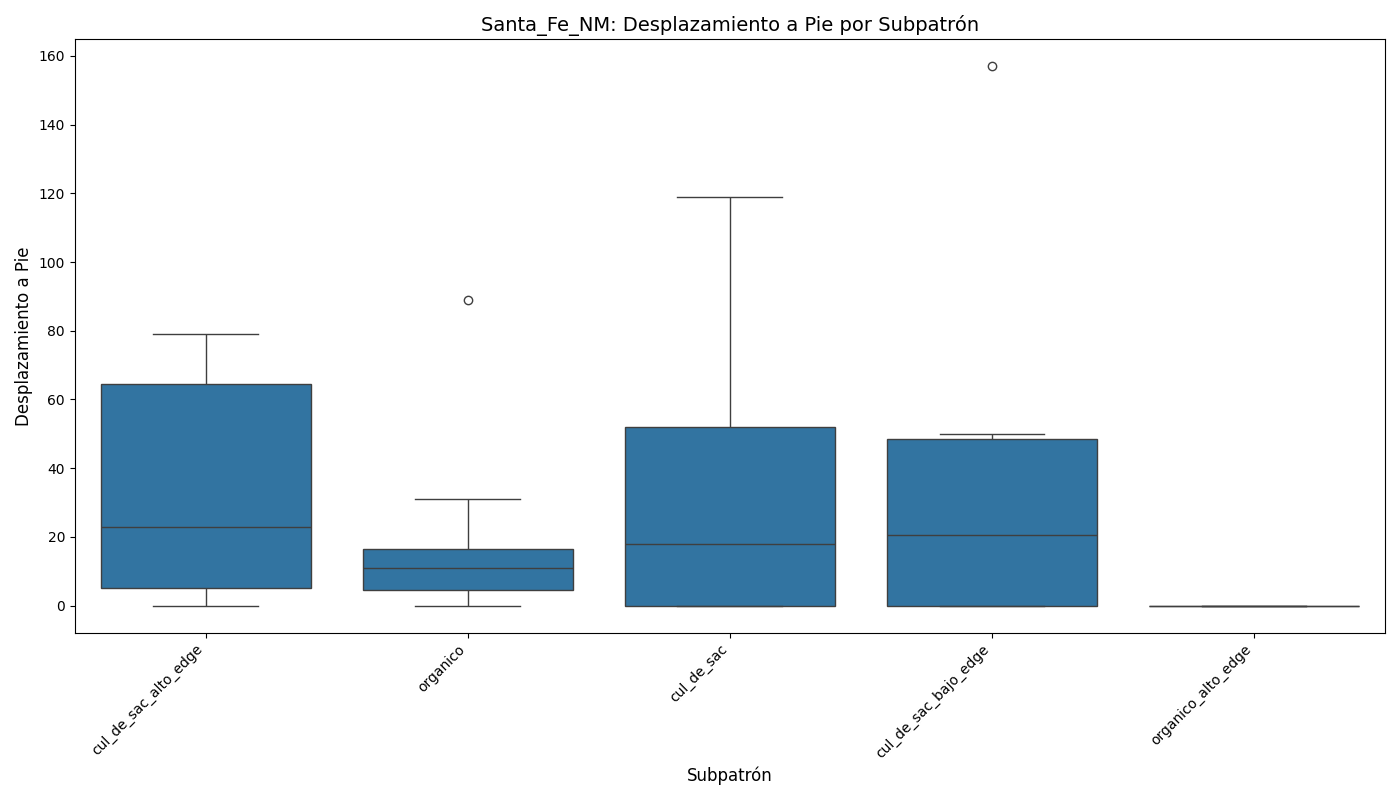 Santa_Fe_NM: Desplazamiento a Pie por Subpatrón
Desplazamiento a Pie
160
140
120
100
80
60
40
20
0
cul_de_sac_alto_edge
organico
cul_de_sac
cul_de_sac_bajo_edge
organico_alto_edge
Subpatrón